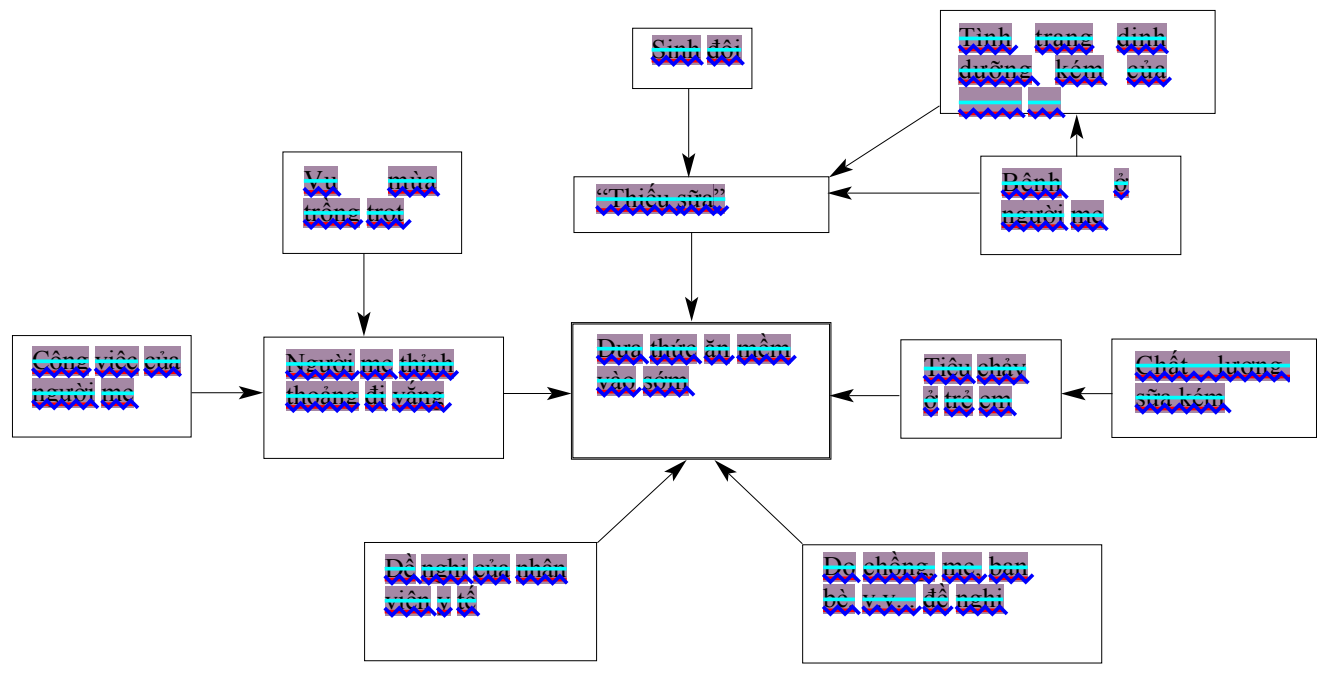 Sinh đôi
Tình trạng dinh
dưỡng kém của
Vụ mùa
trồng trọt
“Thiếu sữa”
Bệnh ở
người mẹ
Công việc của
người mẹ
Người mẹ thỉnh
thoảng đi vắng
Đưa thức ăn mềm
vào sớm
Tiêu chảy
ở trẻ em
Chất lượng
sữa kém
Đề nghị của nhân
viên y tế
Do chồng, mẹ, bạn
bè, v.v... đề nghị